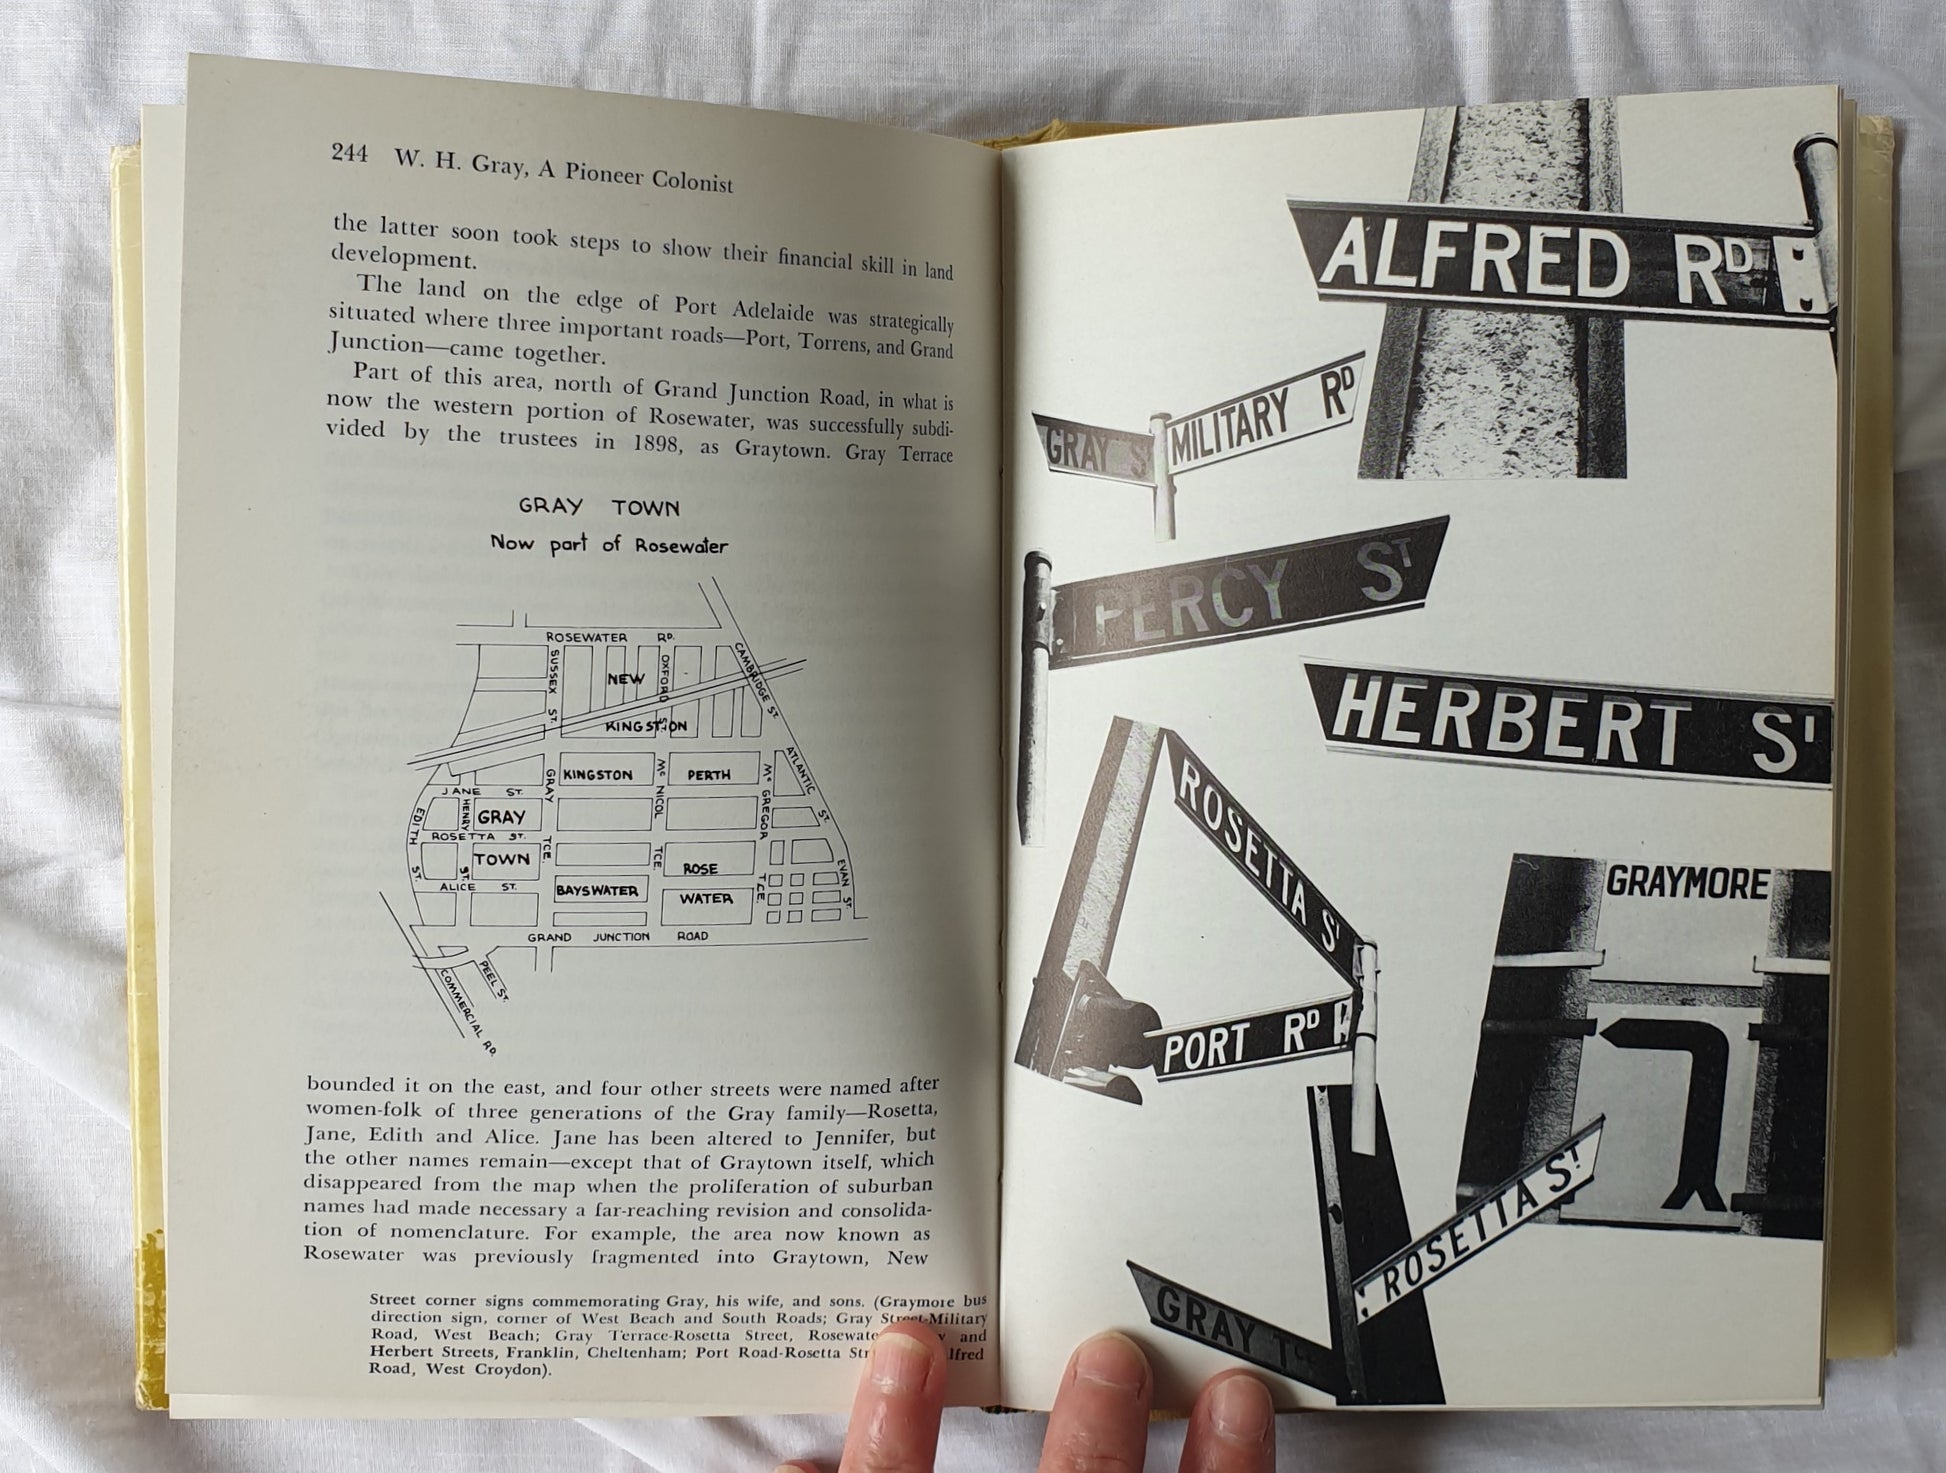 244 W. H. Gray, A Pioneer Colonist
the latter soon took steps to show their financial skill in land
development.
The land on the edge of Port Adelaide was strategically
situated where three important roads—Port, Torrens, and Grand
Junction—came together.
Part of this area, north of Grand Junction Road, in what is
now the western portion of Rosewater, was successfully subdi-
vided by the trustees in 1898, as Graytown. Gray Terrace
GRAY TOWN
Now part of Rosewater
ROSEWATER RD.
SUSSEX ST.
NEW
OXFORD ST.
CAMBRIDGE ST.
KINGSTON
KINGSTON
PERTH
ATLANTIC ST.
JANE ST.
GRAY TCE.
McNICOL TCE.
McGREGOR TCE.
EDITH ST.
HENRY ST.
GRAY
ROSETTA ST.
TOWN
ROSE
EVAN ST.
ALICE ST.
BAYSWATER
WATER
GRAND JUNCTION ROAD
PEEL ST.
COMMERCIAL RD.
bounded it on the east, and four other streets were named after
women-folk of three generations of the Gray family—Rosetta,
Jane, Edith and Alice. Jane has been altered to Jennifer, but
the other names remain—except that of Graytown itself, which
disappeared from the map when the proliferation of suburban
names had made necessary a far-reaching revision and consolida-
tion of nomenclature. For example, the area now known as
Rosewater was previously fragmented into Graytown, New
Street corner signs commemorating Gray, his wife, and sons. (Graymore bus
direction sign, corner of West Beach and South Roads; Gray Street-Military
Road, West Beach; Gray Terrace-Rosetta Street, and
Herbert Streets, Franklin, Cheltenham; Port Road-Rosetta
Road, West Croydon).
ALFRED RD
GRAY ST
MILITARY RD
PERCY ST
HERBERT ST
ROSETTA ST
GRAYMORE
PORT RD
ROSETTA ST
GRAY TCE